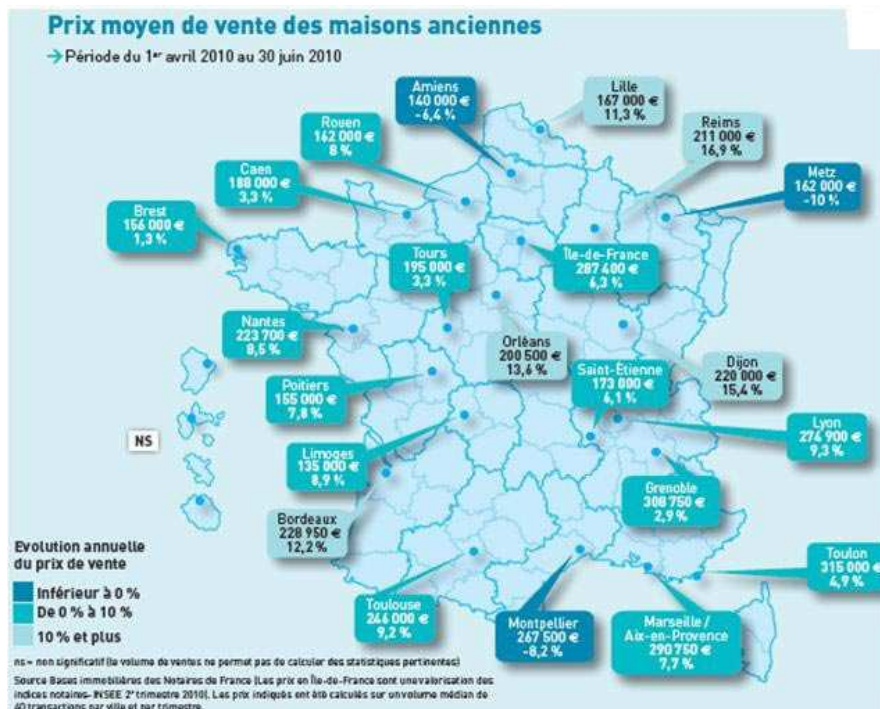 Prix moyen de vente des maisons anciennes
→ Période du 1er avril 2010 au 30 juin 2010
Amiens
140 000 €
-6,4 %
Lille
167 000 €
11,3 %
Rouen
162 000 €
8 %
Reims
211 000 €
16,9 %
Caen
188 000 €
3,3 %
Metz
162 000 €
-10 %
Brest
156 000 €
1,3 %
Tours
195 000 €
3,3 %
Île-de-France
287 400 €
6,3 %
Nantes
223 700 €
8,5 %
Orléans
200 500 €
13,6 %
Saint-Étienne
173 000 €
6,1 %
Dijon
220 000 €
15,4 %
Poitiers
155 000 €
7,8 %
NS
Limoges
135 000 €
8,9 %
Lyon
274 900 €
9,3 %
Grenoble
308 750 €
2,9 %
Bordeaux
228 950 €
12,2 %
Toulon
315 000 €
4,9 %
Toulouse
246 000 €
9,2 %
Montpellier
267 500 €
-8,2 %
Marseille /
Aix-en-Provence
290 750 €
7,7 %
Evolution annuelle
du prix de vente
Inférieur à 0 %
De 0 % à 10 %
10 % et plus
ns = non significatif (le volume de ventes ne permet pas de calculer des statistiques pertinentes)
Source Bases immobilières des Notaires de France (Les prix en Île-de-France sont une valorisation des
indices notaires- INSEE 2e trimestre 2010). Les prix indiqués ont été calculés sur un volume médian de
40 transactions par ville et par trimestre.